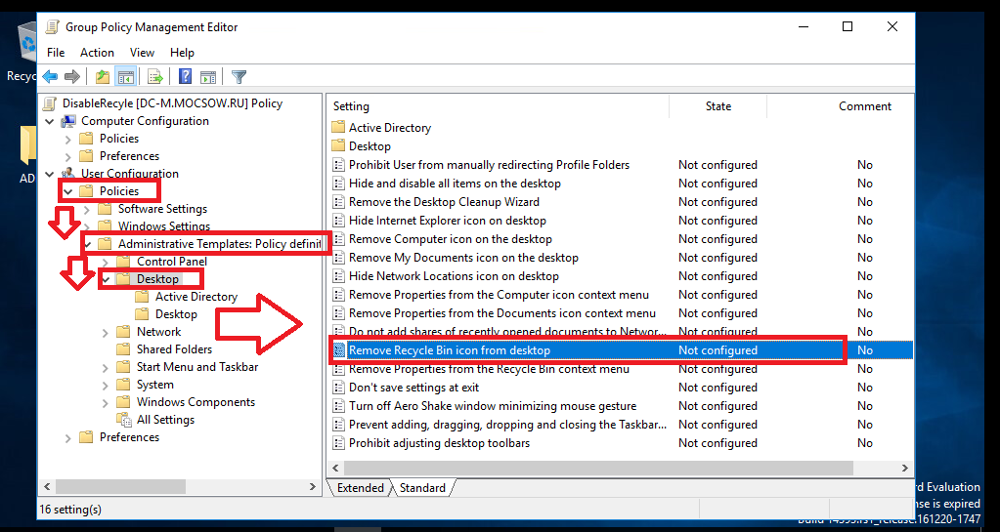 Group Policy Management Editor
File Action View Help
Recyc
AD
DisableRecyle [DC-M.MOCSOW.RU] Policy
Computer Configuration
Policies
Preferences
User Configuration
Policies
Software Settings
Windows Settings
Administrative Templates: Policy definit
Control Panel
Desktop
Active Directory
Desktop
Network
Shared Folders
Start Menu and Taskbar
System
Windows Components
All Settings
Preferences
Setting State Comment
Active Directory
Desktop
Prohibit User from manually redirecting Profile Folders Not configured No
Hide and disable all items on the desktop Not configured No
Remove the Desktop Cleanup Wizard Not configured No
Hide Internet Explorer icon on desktop Not configured No
Remove Computer icon on the desktop Not configured No
Remove My Documents icon on the desktop Not configured No
Hide Network Locations icon on desktop Not configured No
Remove Properties from the Computer icon context menu Not configured No
Remove Properties from the Documents icon context menu Not configured No
Do not add shares of recently opened documents to Networ... Not configured No
Remove Recycle Bin icon from desktop Not configured No
Remove Properties from the Recycle Bin context menu Not configured No
Don't save settings at exit Not configured No
Turn off Aero Shake window minimizing mouse gesture Not configured No
Prevent adding, dragging, dropping and closing the Taskbar... Not configured No
Prohibit adjusting desktop toolbars Not configured No
Extended Standard
16 setting(s)
rd Evaluation
nse is expired
Build 14393.rs1_release.161220-1747